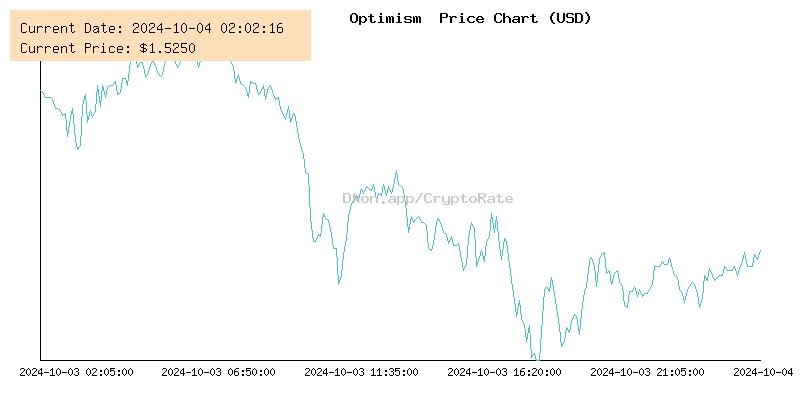 Optimism  Price Chart (USD)
Current Date: 2024-10-04 02:02:16
Current Price: $1.5250
Dkon.app/CryptoRate
2024-10-03 02:05:00 2024-10-03 06:50:00 2024-10-03 11:35:00 2024-10-03 16:20:00 2024-10-03 21:05:00 2024-10-04